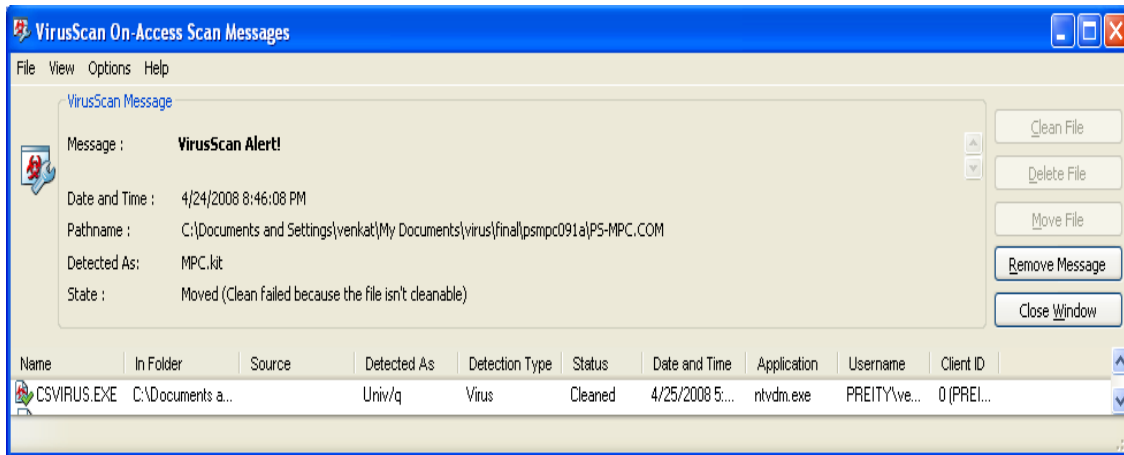 VirusScan On-Access Scan Messages
File View Options Help
VirusScan Message
Message : VirusScan Alert!
Date and Time : 4/24/2008 8:46:08 PM
Pathname : C:\Documents and Settings\venkat\My Documents\virus\final\psmpc091a\PS-MPC.COM
Detected As: MPC.kit
State : Moved (Clean failed because the file isn't cleanable)
Clean File
Delete File
Move File
Remove Message
Close Window
Name In Folder Source Detected As Detection Type Status Date and Time Application Username Client ID
CSVIRUS.EXE C:\Documents a... Univ/q Virus Cleaned 4/25/2008 5:... ntvdm.exe PREITY\ve... 0 (PREI...